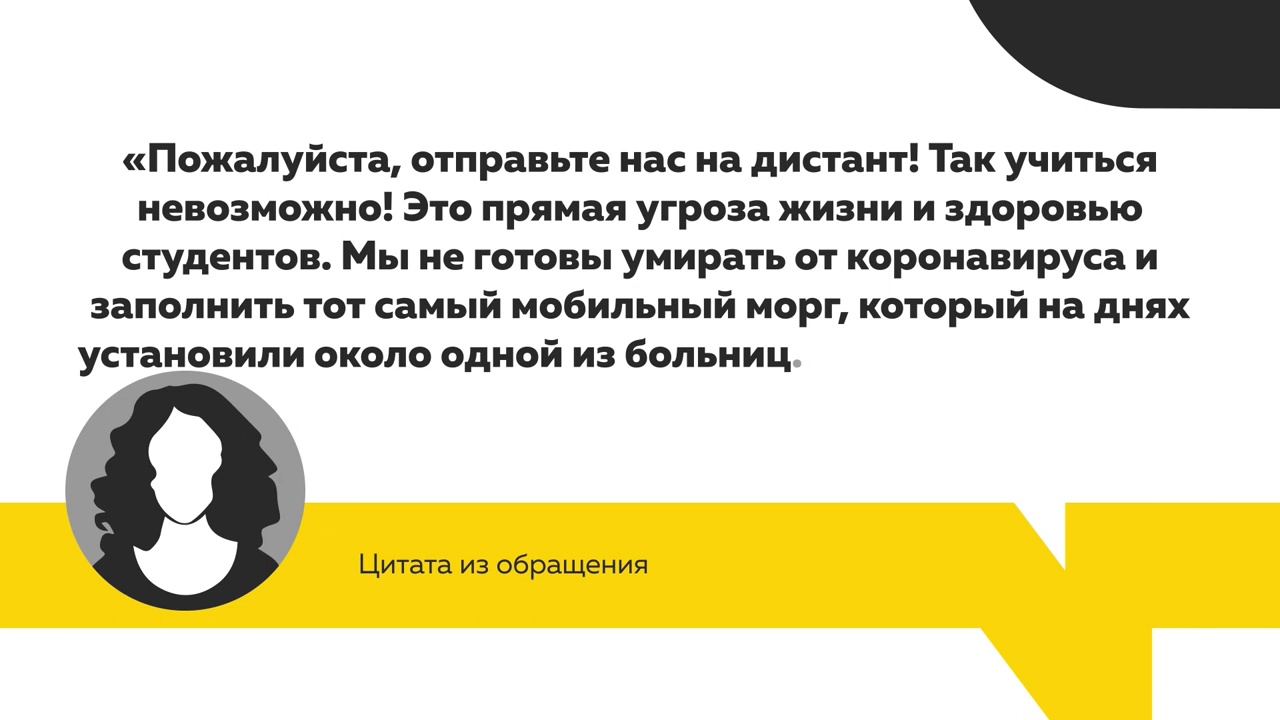 «Пожалуйста, отправьте нас на дистант! Так учиться
невозможно! Это прямая угроза жизни и здоровью
студентов. Мы не готовы умирать от коронавируса и
заполнить тот самый мобильный морг, который на днях
установили около одной из больниц.
Цитата из обращения